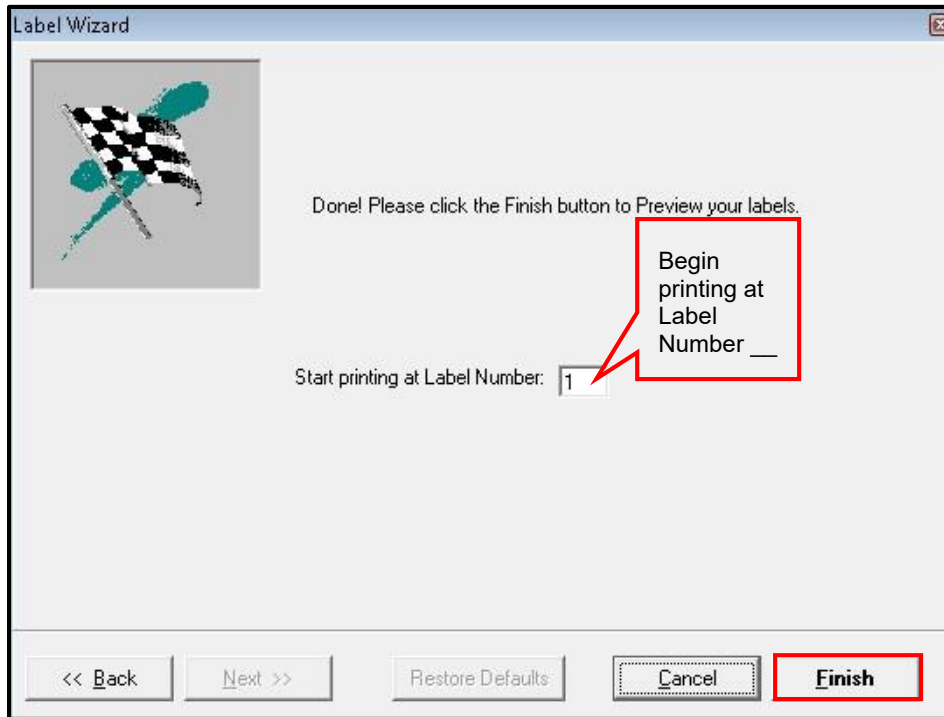 Label Wizard
Done! Please click the Finish button to Preview your labels.
Begin
printing at
Label
Number __
Start printing at Label Number: 1
<< Back Next >> Restore Defaults Cancel Finish